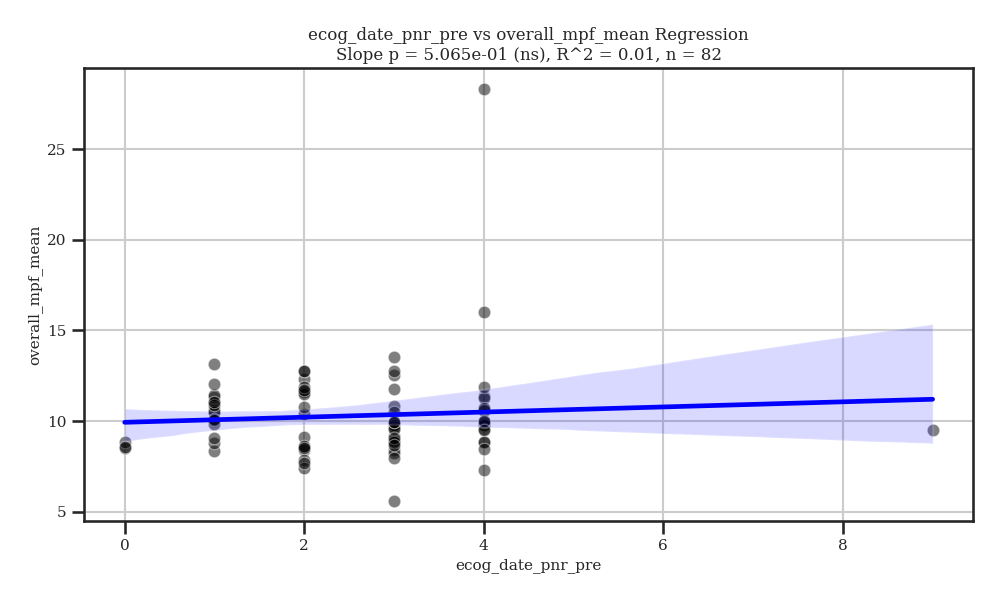 ecog_date_pnr_pre vs overall_mpf_mean Regression
Slope p = 5.065e-01 (ns), R^2 = 0.01, n = 82
overall_mpf_mean
25
20
15
10
5
0
2
4
6
8
ecog_date_pnr_pre